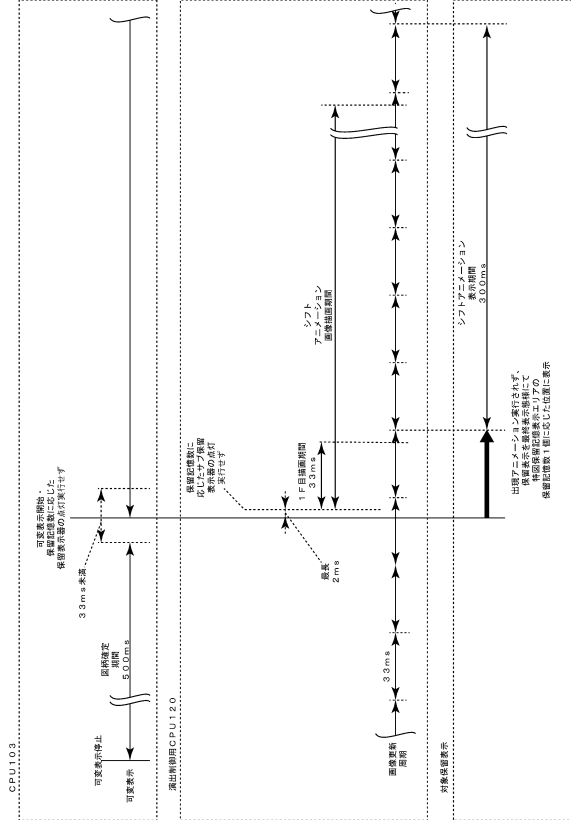 CPU103
可変表示停止
可変表示
図柄確定
期間
500ms
33ms未満
可変表示開始・
保留記憶数に応じた
保留表示器の点灯実行せず
演出制御用CPU120
保留記憶数に
応じたサブ保留
表示器の点灯
実行せず
最長
2ms
1F目描画期間
33ms
シフト
アニメーション
画像描画期間
画像更新
周期
33ms
対象保留表示
シフトアニメーション
表示期間
300ms
出現アニメーション実行されず、
保留表示を最終表示態様にて
特図保留記憶表示エリアの
保留記憶数1個に応じた位置に表示